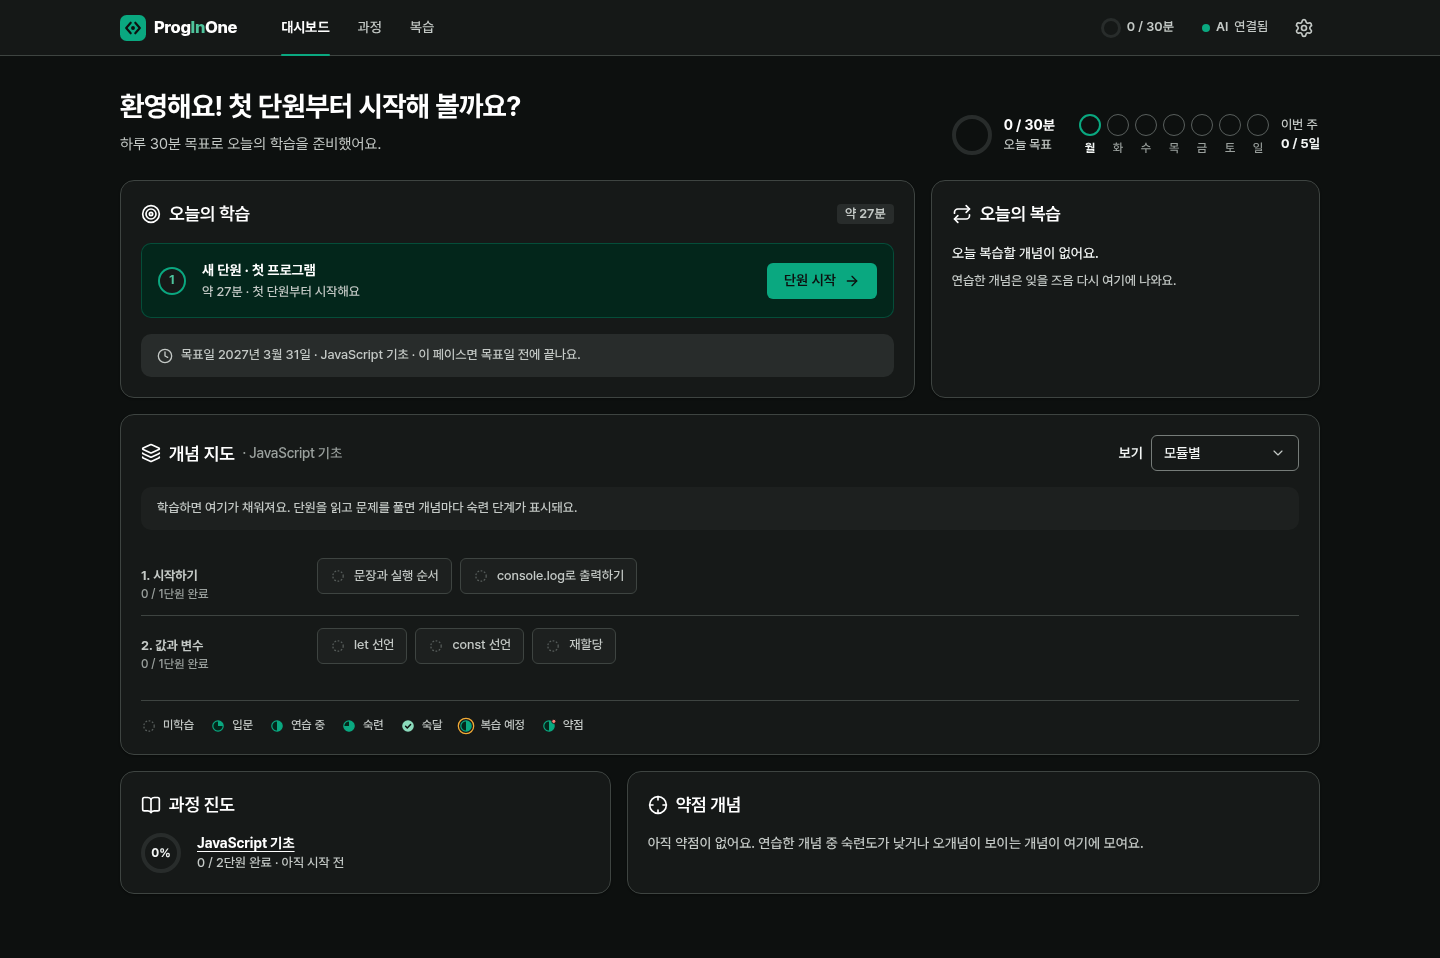 ProgInOne
대시보드
과정
복습
0 / 30분
AI 연결됨
환영해요! 첫 단원부터 시작해 볼까요?
하루 30분 목표로 오늘의 학습을 준비했어요.
0 / 30분
오늘 목표
월 화 수 목 금 토 일
이번 주
0 / 5일
오늘의 학습
약 27분
1
새 단원 · 첫 프로그램
약 27분 · 첫 단원부터 시작해요
단원 시작
목표일 2027년 3월 31일 · JavaScript 기초 · 이 페이스면 목표일 전에 끝나요.
오늘의 복습
오늘 복습할 개념이 없어요.
연습한 개념은 잊을 즈음 다시 여기에 나와요.
개념 지도 · JavaScript 기초
보기
모듈별
학습하면 여기가 채워져요. 단원을 읽고 문제를 풀면 개념마다 숙련 단계가 표시돼요.
1. 시작하기
0 / 1단원 완료
문장과 실행 순서
console.log로 출력하기
2. 값과 변수
0 / 1단원 완료
let 선언
const 선언
재할당
미학습 입문 연습 중 숙련 숙달 복습 예정 약점
과정 진도
0%
JavaScript 기초
0 / 2단원 완료 · 아직 시작 전
약점 개념
아직 약점이 없어요. 연습한 개념 중 숙련도가 낮거나 오개념이 보이는 개념이 여기에 모여요.